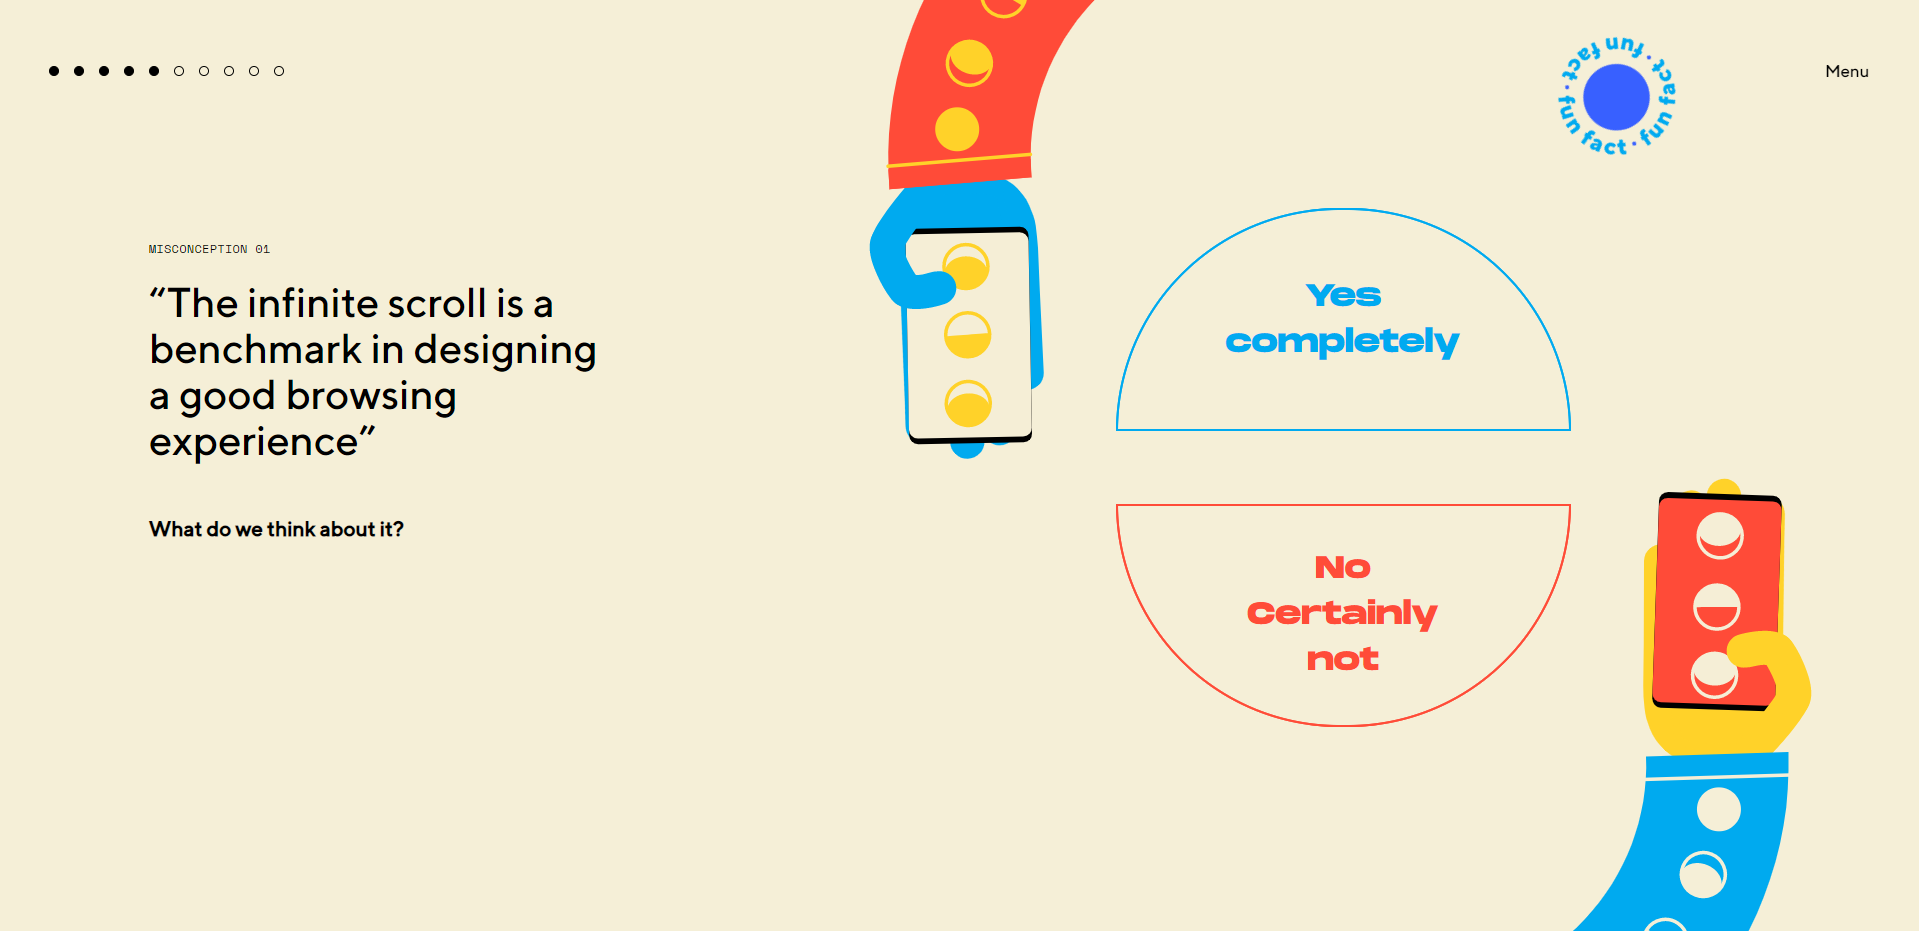 fun fact · fun fact · fun fact ·
Menu
MISCONCEPTION 01
“The infinite scroll is a
benchmark in designing
a good browsing
experience”
What do we think about it?
Yes
completely
No
Certainly
not